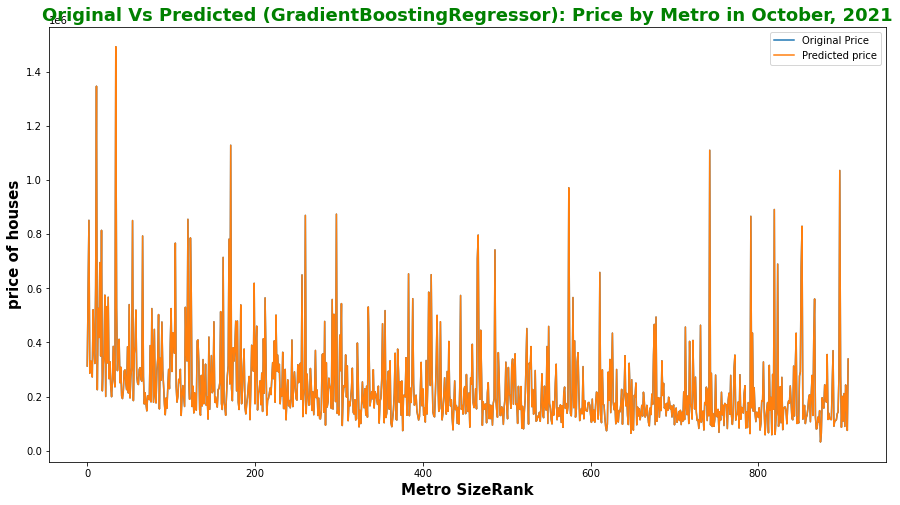 Original Vs Predicted (GradientBoostingRegressor): Price by Metro in October, 2021
1e6
Original Price
Predicted price
1.4
1.2
1.0
0.8
0.6
0.4
0.2
0.0
price of houses
0 200 400 600 800
Metro SizeRank